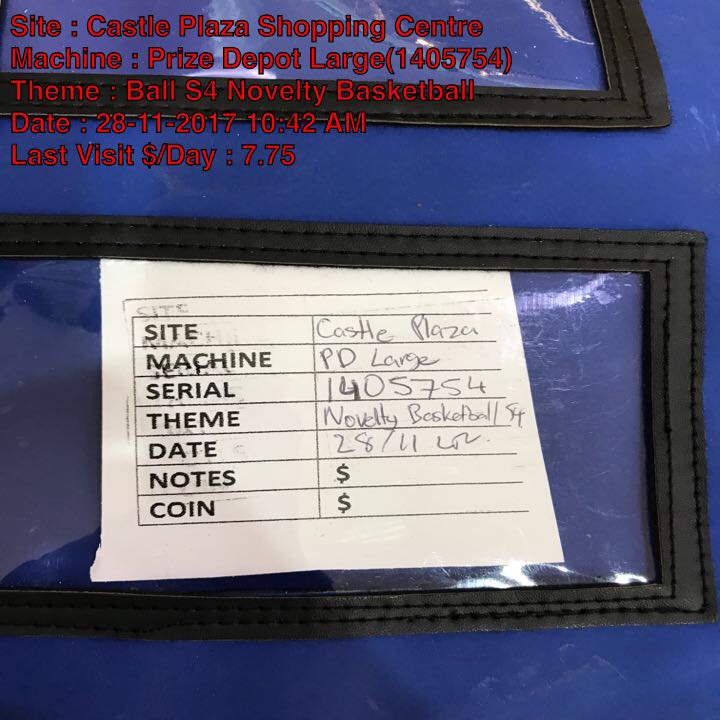 Site : Castle Plaza Shopping Centre
Machine : Prize Depot Large(1405754)
Theme : Ball S4 Novelty Basketball
Date : 28-11-2017 10:42 AM
Last Visit $/Day : 7.75
SITE
SITE Castle Plaza
MACHINE PD Large
SERIAL 1405754
THEME Novelty Basketball S4
DATE 28/11
NOTES $
COIN $